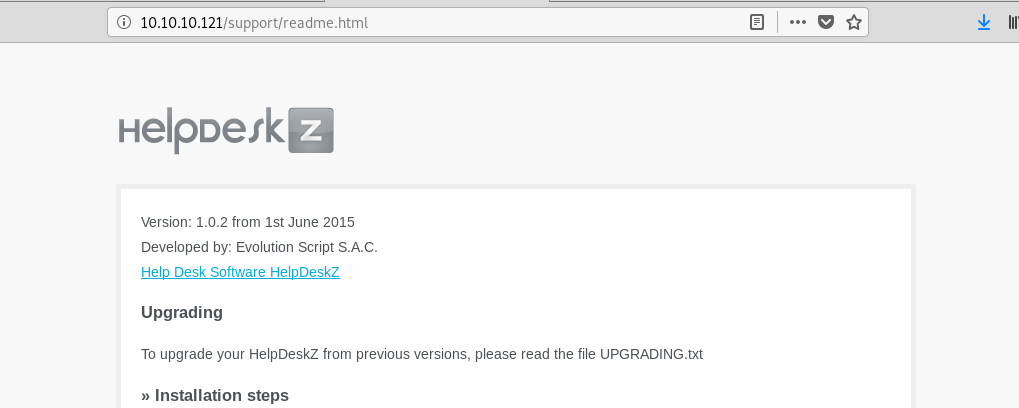 10.10.10.121/support/readme.html
HelpDesk Z
Version: 1.0.2 from 1st June 2015
Developed by: Evolution Script S.A.C.
Help Desk Software HelpDeskZ
Upgrading
To upgrade your HelpDeskZ from previous versions, please read the file UPGRADING.txt
» Installation steps